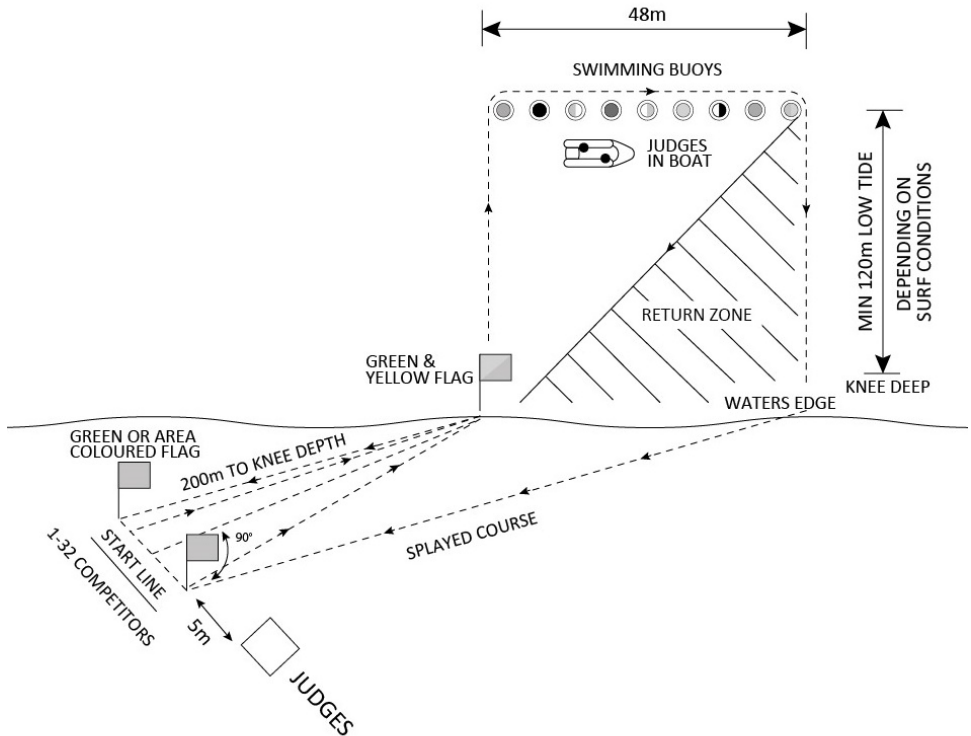 48m
SWIMMING BUOYS
JUDGES
IN BOAT
MIN 120m LOW TIDE
DEPENDING ON
SURF CONDITIONS
RETURN ZONE
GREEN &
YELLOW FLAG
KNEE DEEP
WATERS EDGE
GREEN OR AREA
COLOURED FLAG
200m TO KNEE DEPTH
90°
START LINE
1-32 COMPETITORS
SPLAYED COURSE
5m
JUDGES